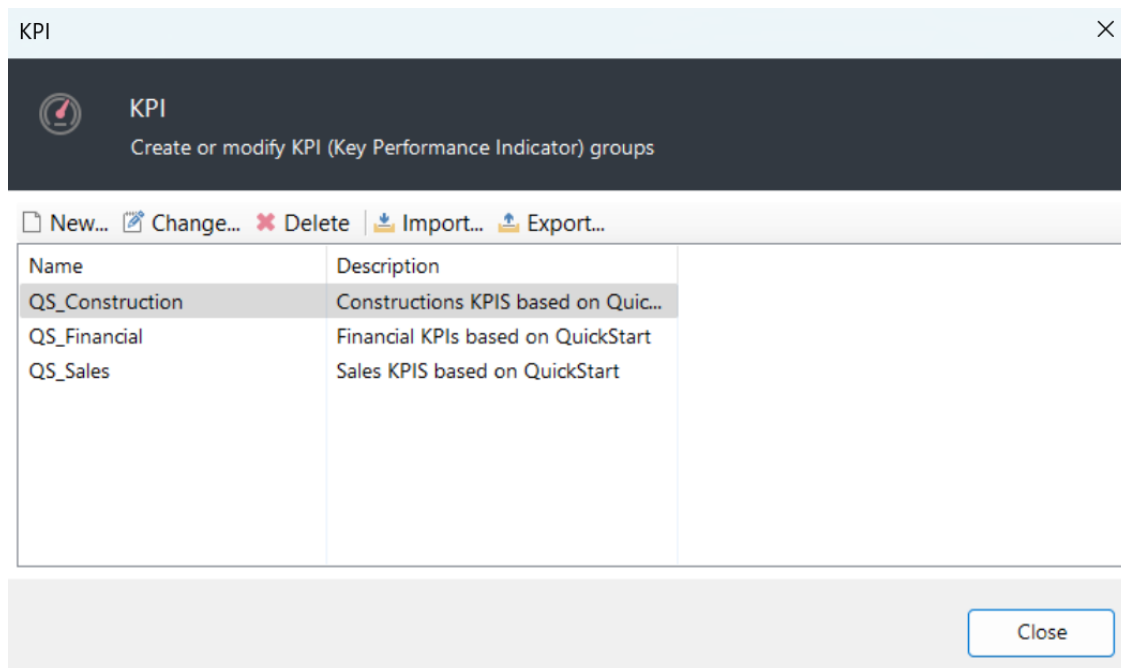 KPI
KPI
Create or modify KPI (Key Performance Indicator) groups
New... Change... Delete Import... Export...
Name Description
QS_Construction Constructions KPIS based on Quic...
QS_Financial Financial KPIs based on QuickStart
QS_Sales Sales KPIS based on QuickStart
Close